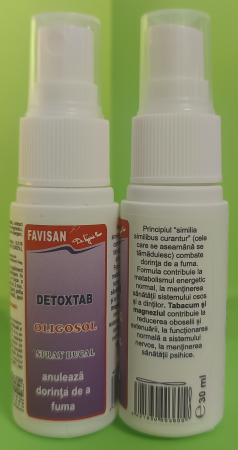 FAVISAN
DETOXTAB
OLIGOSOL
SPRAY BUCAL
anulează
dorința de a
fuma
Principiul "similia
similibus curantur" (cele
care se aseamănă se
tămăduiesc) combate
dorința de a fuma.
Formula contribuie la
metabolismul energetic
normal, la menținerea
sănătății sistemului osos
și a dinților. Tabacum și
magneziul contribuie la
reducerea oboselii și
extenuării, la funcționarea
normală a sistemului
nervos, la menținerea
sănătății psihice.
℮ 30 ml